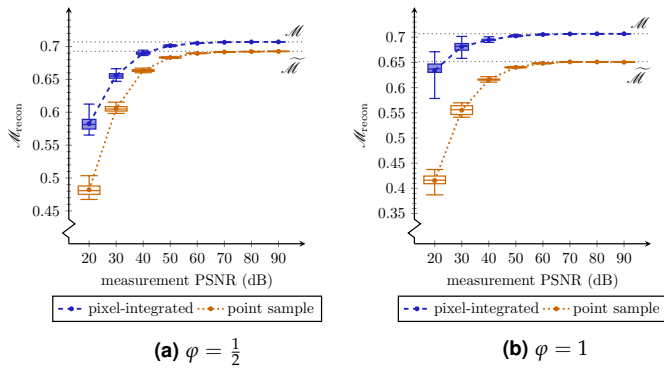 ℳ
ℳ̃
0.7
0.65
0.6
0.55
0.5
0.45
ℳrecon
20 30 40 50 60 70 80 90
measurement PSNR (dB)
pixel-integrated point sample
(a) φ = 1/2
ℳ
ℳ̃
0.7
0.65
0.6
0.55
0.5
0.45
0.4
0.35
ℳrecon
20 30 40 50 60 70 80 90
measurement PSNR (dB)
pixel-integrated point sample
(b) φ = 1